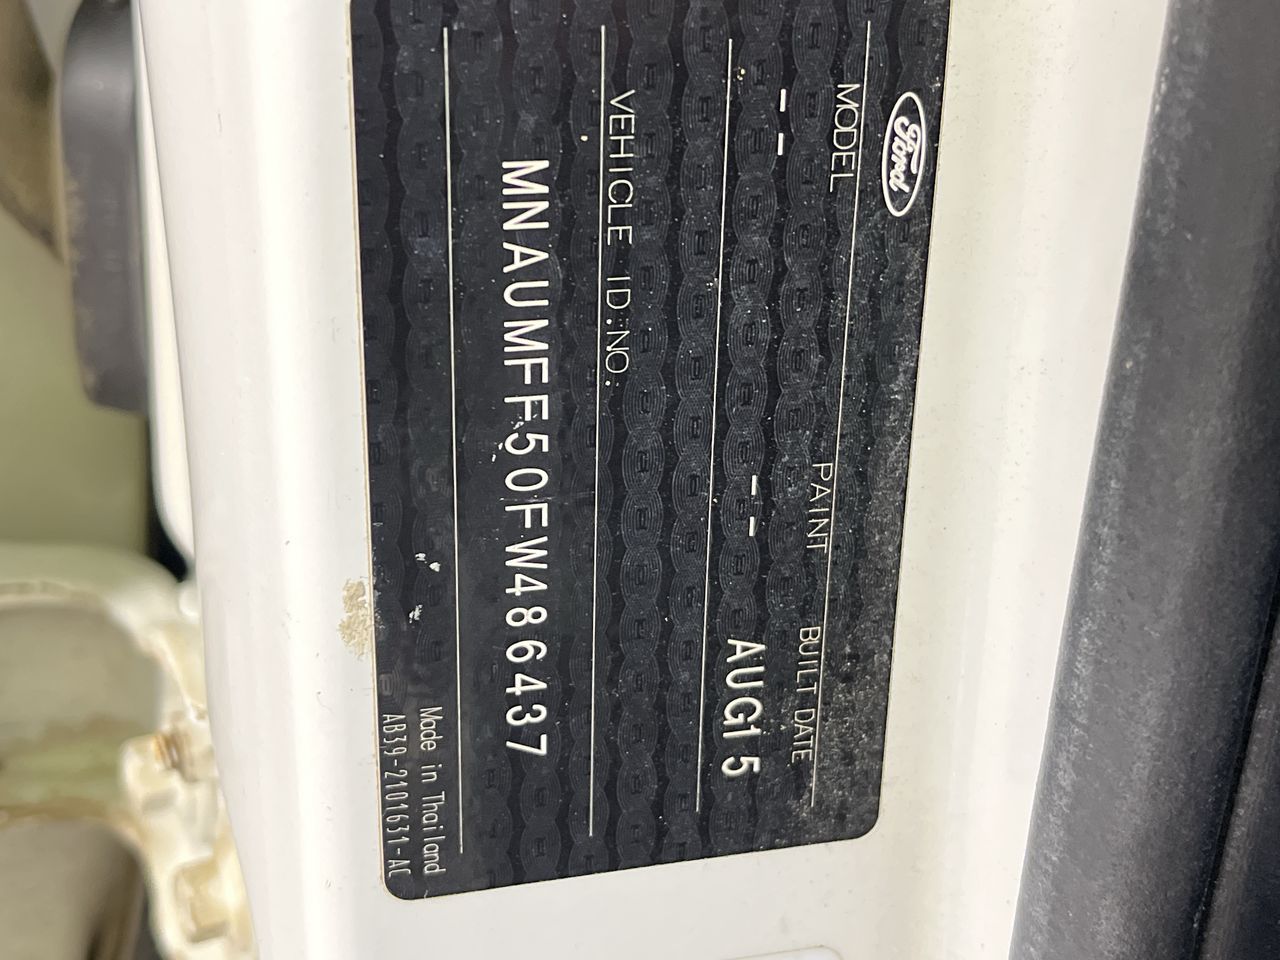 Ford
MODEL PAINT BUILT DATE
-- -- AUG15
VEHICLE ID:NO.
MNAUMFF50FW486437
Made in Thailand
AB39-2101631-AC